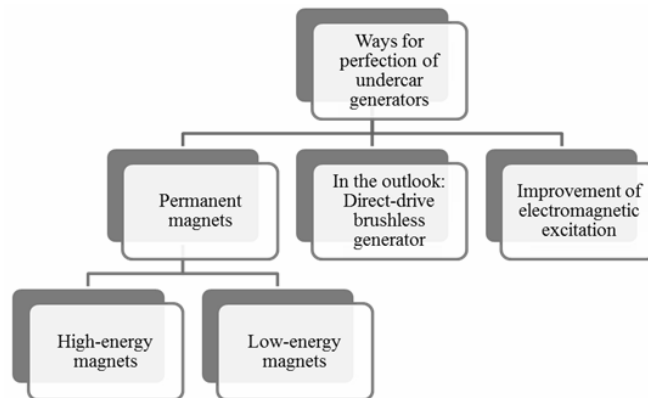 Ways for
perfection of
undercar
generators
Permanent
magnets
In the outlook:
Direct-drive
brushless
generator
Improvement of
electromagnetic
excitation
High-energy
magnets
Low-energy
magnets